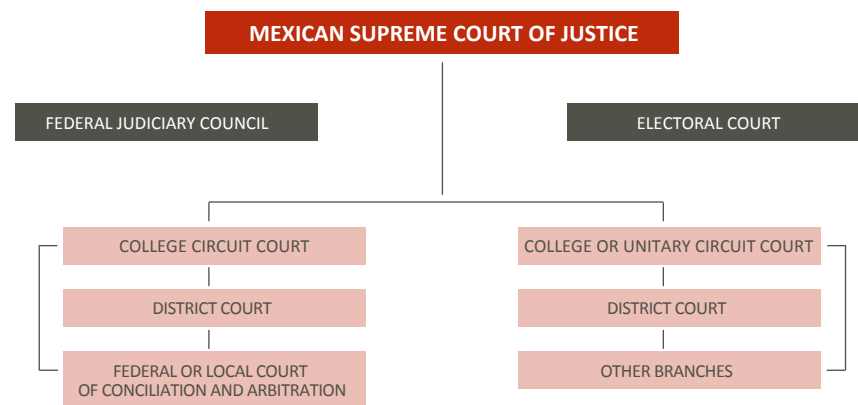 MEXICAN SUPREME COURT OF JUSTICE
FEDERAL JUDICIARY COUNCIL
ELECTORAL COURT
COLLEGE CIRCUIT COURT
COLLEGE OR UNITARY CIRCUIT COURT
DISTRICT COURT
DISTRICT COURT
FEDERAL OR LOCAL COURT
OF CONCILIATION AND ARBITRATION
OTHER BRANCHES